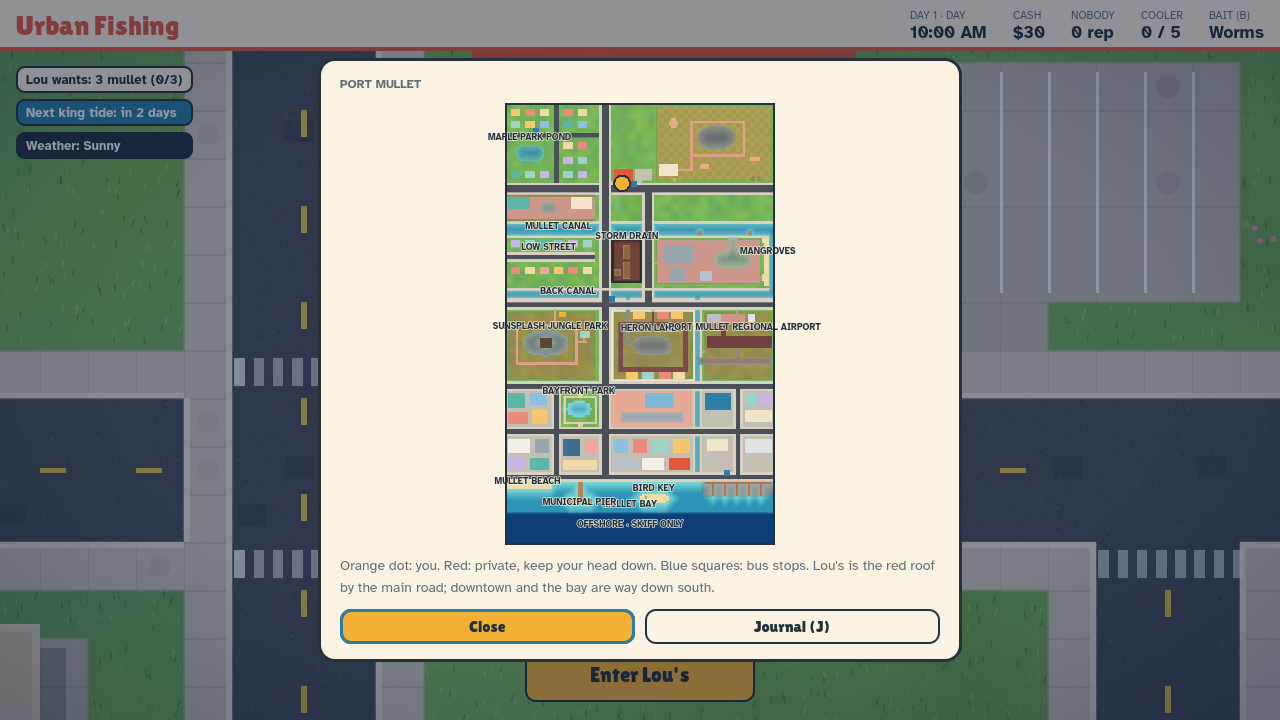 Urban Fishing
DAY 1 · DAY
10:00 AM
CASH
$30
NOBODY
0 rep
COOLER
0 / 5
BAIT (B)
Worms
Lou wants: 3 mullet (0/3)
Next king tide: in 2 days
Weather: Sunny
PORT MULLET
MAPLE PARK POND
MULLET CANAL
STORM DRAIN
LOW STREET
MANGROVES
BACK CANAL
SUNSPLASH JUNGLE PARK
HERON LA
PORT MULLET REGIONAL AIRPORT
BAYFRONT PARK
MULLET BEACH
BIRD KEY
MUNICIPAL PIER
MULLET BAY
OFFSHORE · SKIFF ONLY
Orange dot: you. Red: private, keep your head down. Blue squares: bus stops. Lou's is the red roof
by the main road; downtown and the bay are way down south.
Close
Journal (J)
Enter Lou's